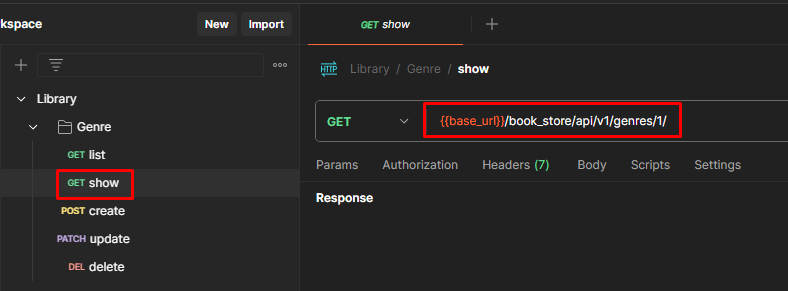 kspace
New
Import
Library
Genre
GET list
GET show
POST create
PATCH update
DEL delete
GET show
HTTP
Library / Genre / show
GET
{{base_url}}/book_store/api/v1/genres/1/
Params
Authorization
Headers (7)
Body
Scripts
Settings
Response